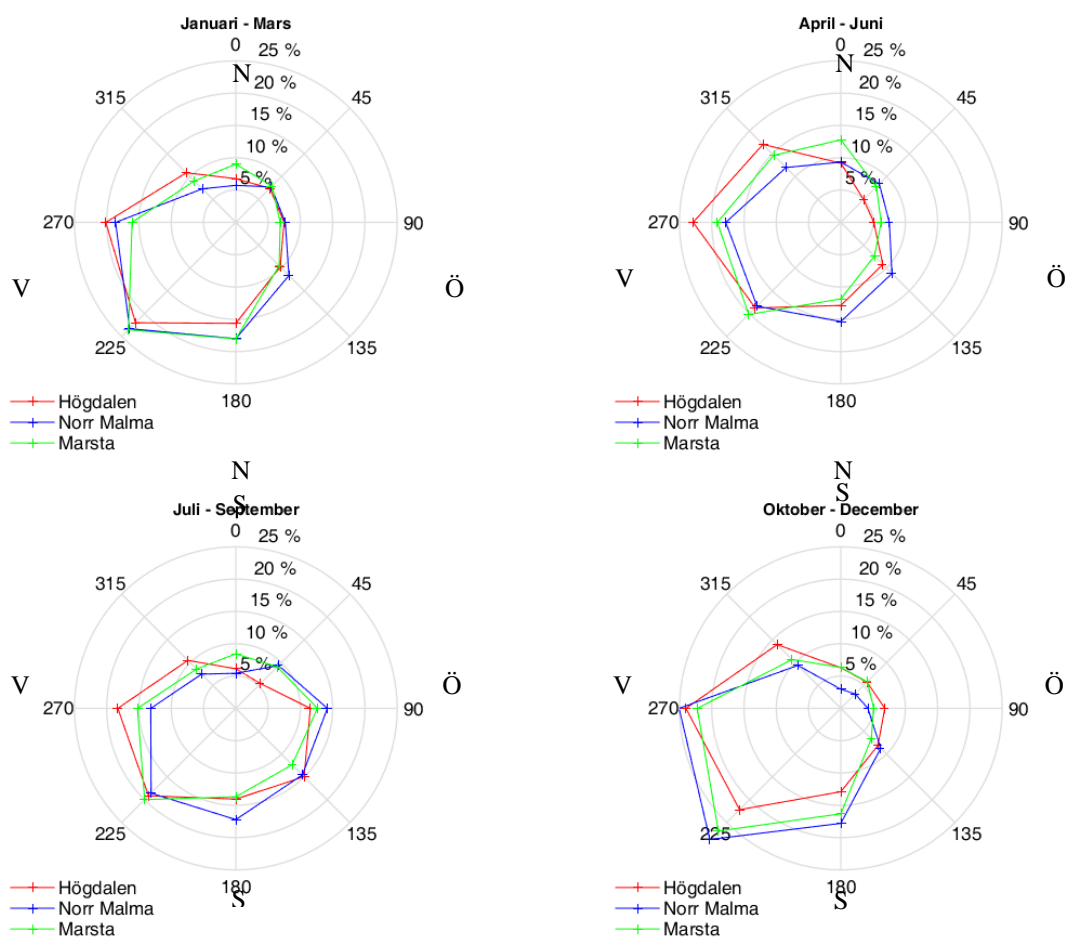 Januari - Mars
0
25 %
N
20 %
315
45
15 %
10 %
5 %
270
90
V
Ö
225
135
180
Högdalen
Norr Malma
Marsta
April - Juni
0
25 %
N
20 %
315
45
15 %
10 %
5 %
270
90
V
Ö
225
135
180
Högdalen
Norr Malma
Marsta
N
S
Juli - September
0
25 %
20 %
315
45
15 %
10 %
5 %
V
Ö
270
90
225
135
180
S
Högdalen
Norr Malma
Marsta
N
S
Oktober - December
0
25 %
20 %
315
45
15 %
10 %
5 %
V
Ö
270
90
225
135
180
S
Högdalen
Norr Malma
Marsta